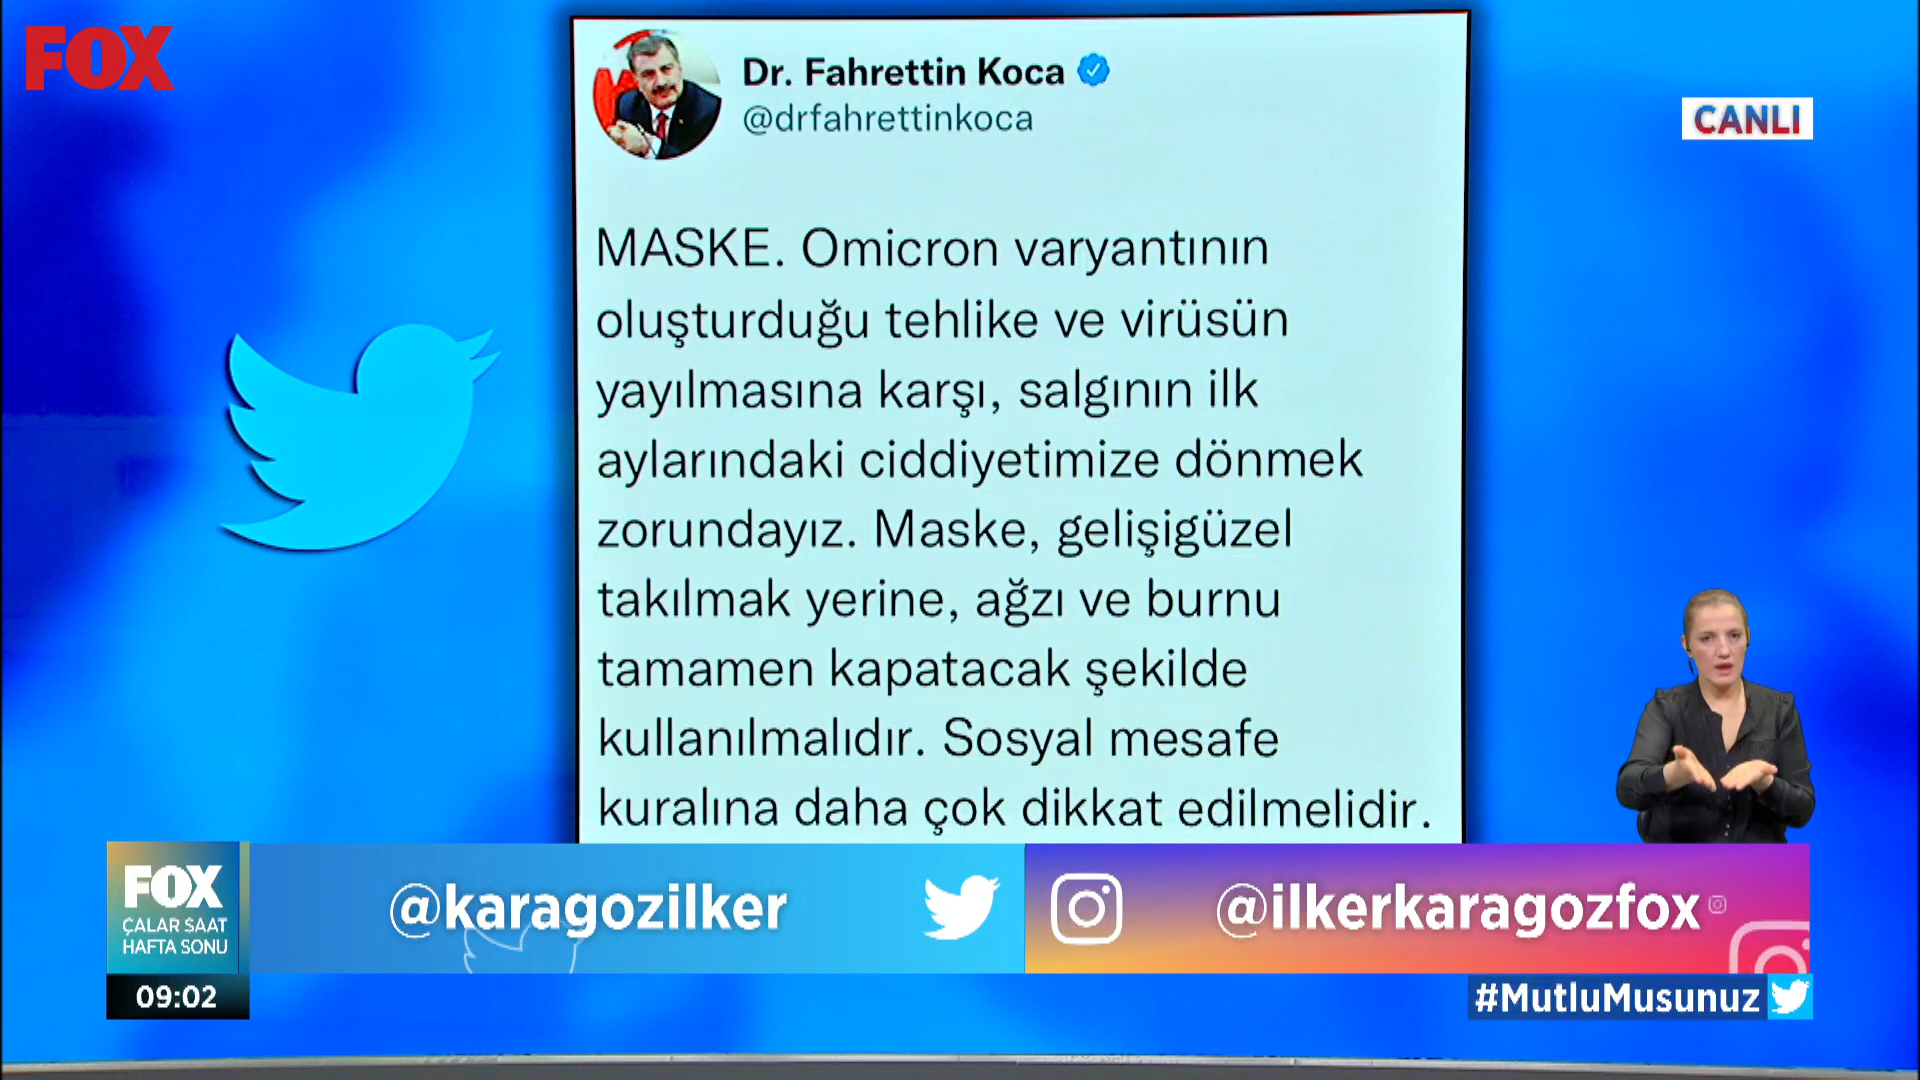 FOX
Dr. Fahrettin Koca
@drfahrettinkoca
CANLI
MASKE. Omicron varyantının
oluşturduğu tehlike ve virüsün
yayılmasına karşı, salgının ilk
aylarındaki ciddiyetimize dönmek
zorundayız. Maske, gelişigüzel
takılmak yerine, ağzı ve burnu
tamamen kapatacak şekilde
kullanılmalıdır. Sosyal mesafe
kuralına daha çok dikkat edilmelidir.
FOX
ÇALAR SAAT
HAFTA SONU
@karagozilker
@ilkerkaragozfox
09:02
#MutluMusunuz